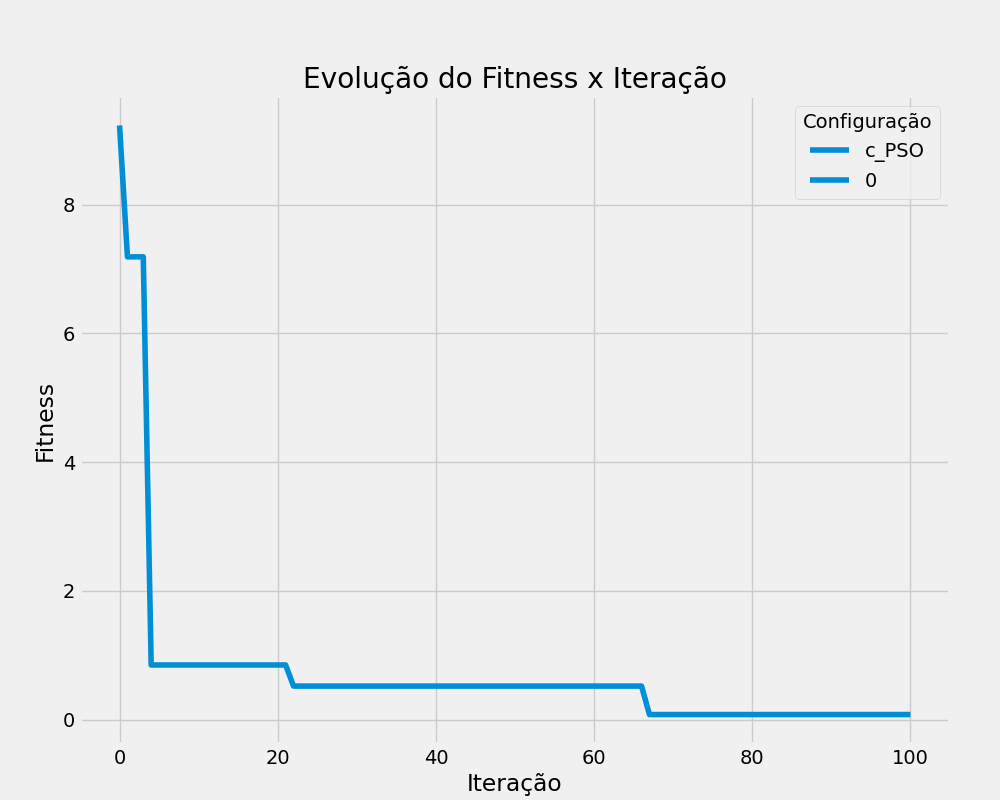 Evolução do Fitness x Iteração
Configuração
c_PSO
0
Fitness
8
6
4
2
0
0 20 40 60 80 100
Iteração